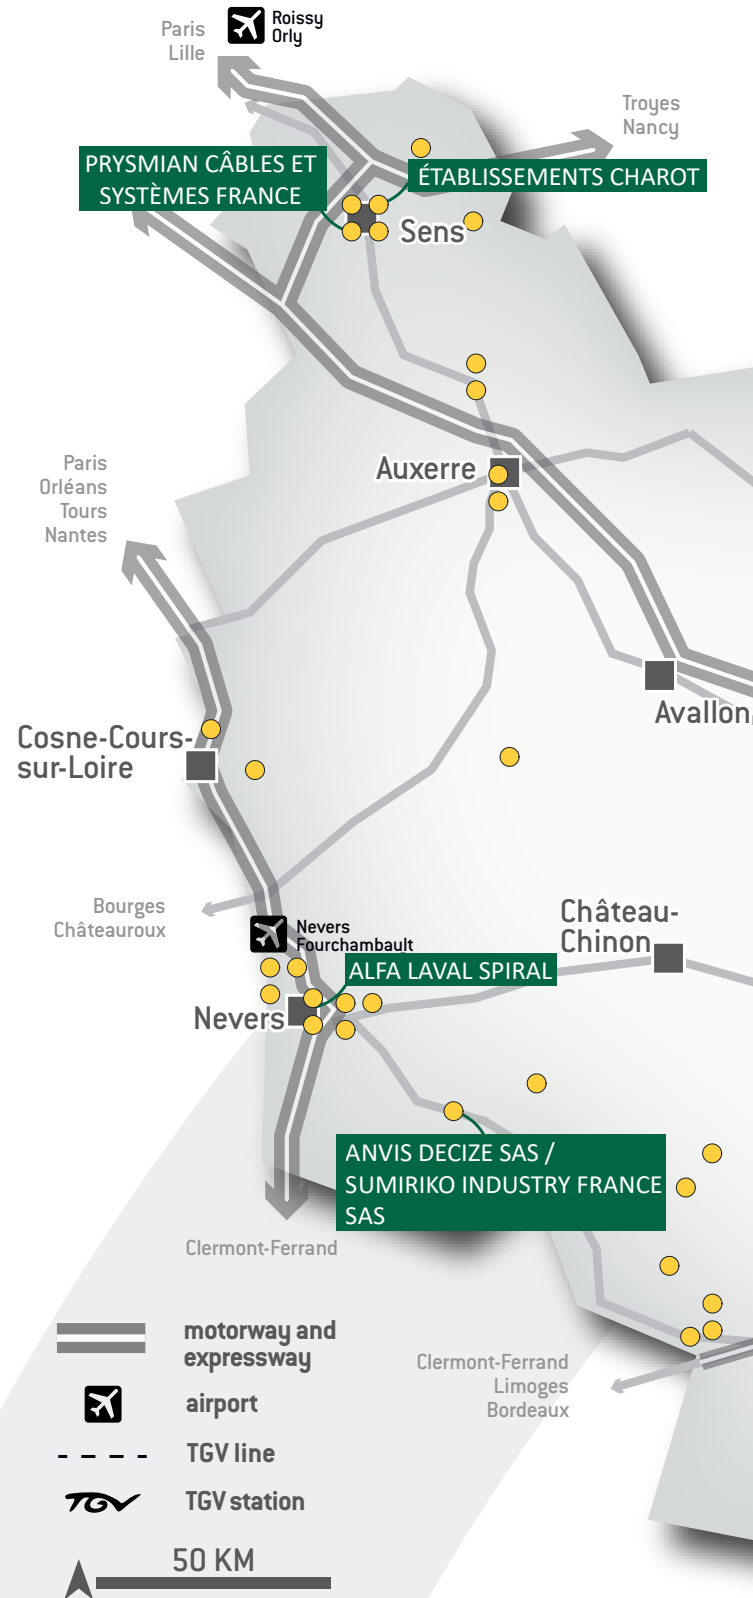 Paris
Lille
Roissy
Orly
Troyes
Nancy
PRYSMIAN CÂBLES ET
SYSTÈMES FRANCE
ÉTABLISSEMENTS CHAROT
Sens
Auxerre
Paris
Orléans
Tours
Nantes
Avallon
Cosne-Cours-
sur-Loire
Bourges
Châteauroux
Château-
Chinon
Nevers
Fourchambault
ALFA LAVAL SPIRAL
Nevers
ANVIS DECIZE SAS /
SUMIRIKO INDUSTRY FRANCE
SAS
Clermont-Ferrand
motorway and
expressway
Clermont-Ferrand
Limoges
Bordeaux
airport
TGV line
TGV
TGV station
50 KM